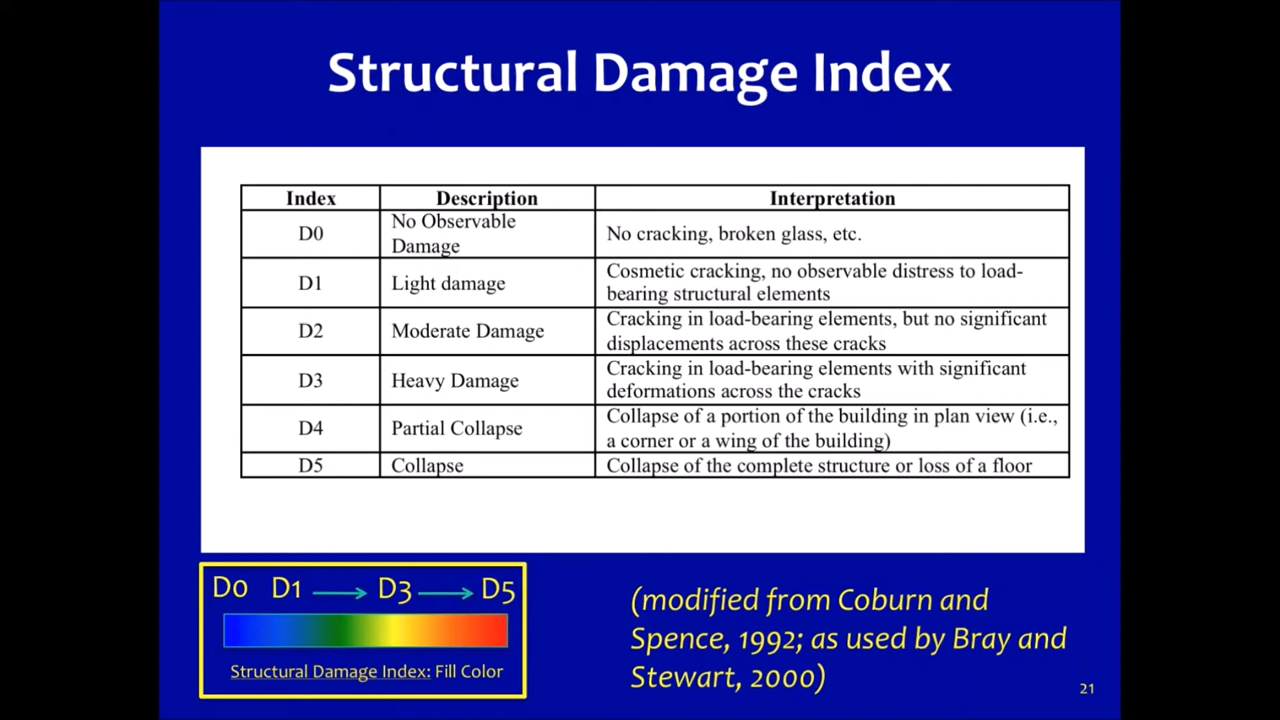 Structural Damage Index
Index Description Interpretation
D0 No Observable Damage No cracking, broken glass, etc.
D1 Light damage Cosmetic cracking, no observable distress to load-
bearing structural elements
D2 Moderate Damage Cracking in load-bearing elements, but no significant
displacements across these cracks
D3 Heavy Damage Cracking in load-bearing elements with significant
deformations across the cracks
D4 Partial Collapse Collapse of a portion of the building in plan view (i.e.,
a corner or a wing of the building)
D5 Collapse Collapse of the complete structure or loss of a floor
D0 D1 → D3 → D5
Structural Damage Index: Fill Color
(modified from Coburn and
Spence, 1992; as used by Bray and
Stewart, 2000)
21